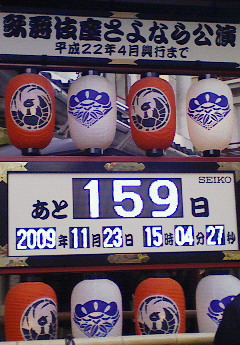 歌舞伎座さよなら公演
平成22年4月興行まで
SEIKO
あと 159 日
2009年11月23日 15時04分27秒